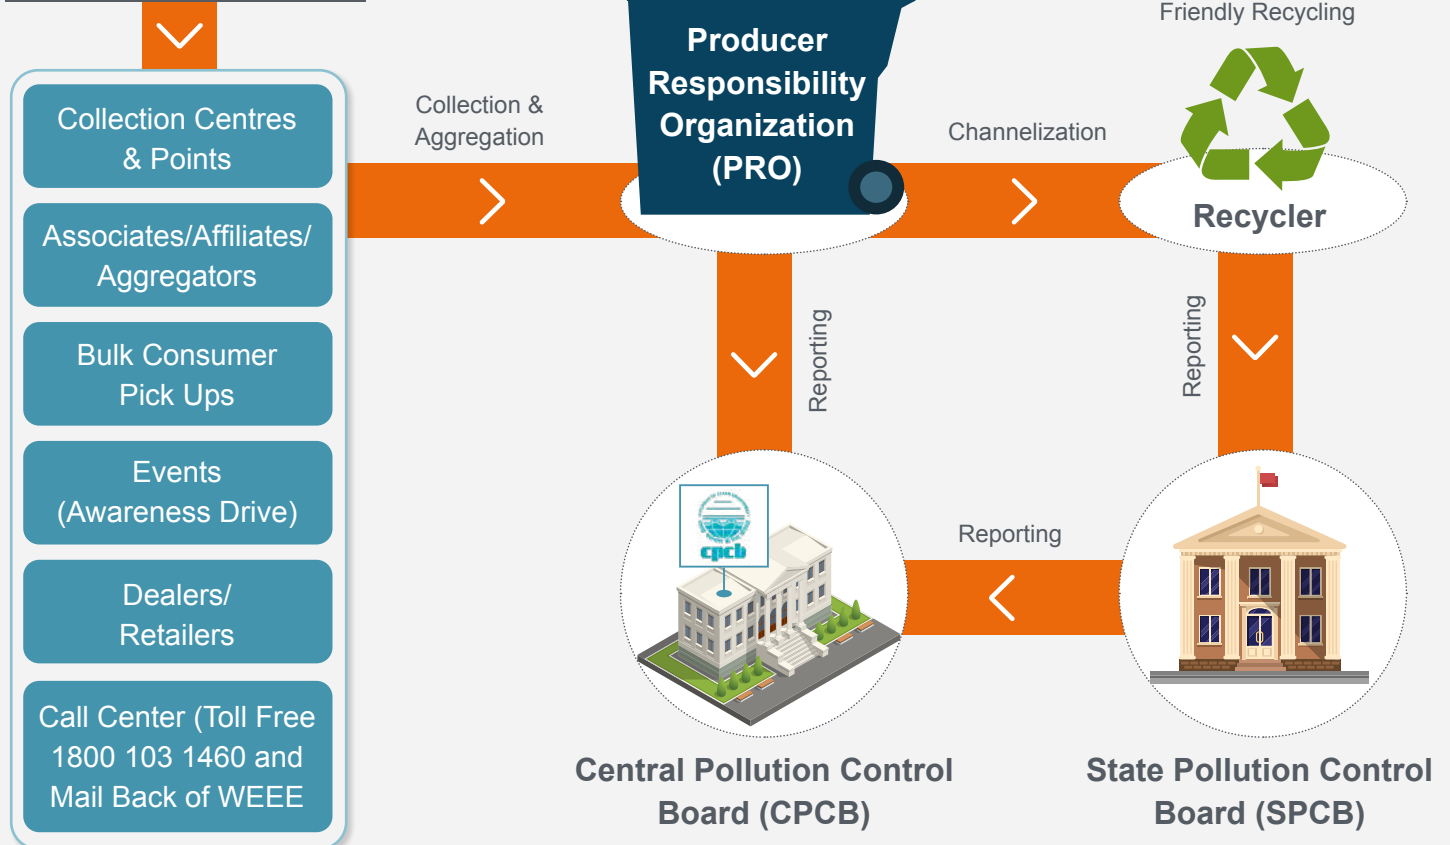 Collection Centres
& Points
Associates/Affiliates/
Aggregators
Bulk Consumer
Pick Ups
Events
(Awareness Drive)
Dealers/
Retailers
Call Center (Toll Free
1800 103 1460 and
Mail Back of WEEE
Collection &
Aggregation
Producer
Responsibility
Organization
(PRO)
Channelization
Friendly Recycling
Recycler
Reporting
Reporting
Reporting
cpcb
Central Pollution Control
Board (CPCB)
State Pollution Control
Board (SPCB)